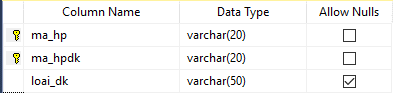 Column Name Data Type Allow Nulls
ma_hp varchar(20)
ma_hpdk varchar(20)
loai_dk varchar(50)